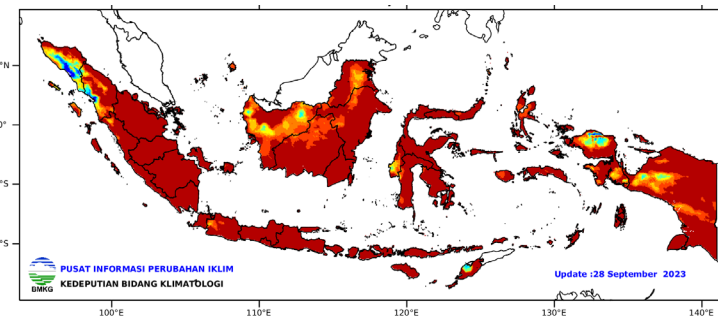 °N
0°
°S
°S
PUSAT INFORMASI PERUBAHAN IKLIM
KEDEPUTIAN BIDANG KLIMATOLOGI
BMKG
Update :28 September 2023
100°E
110°E
120°E
130°E
140°E